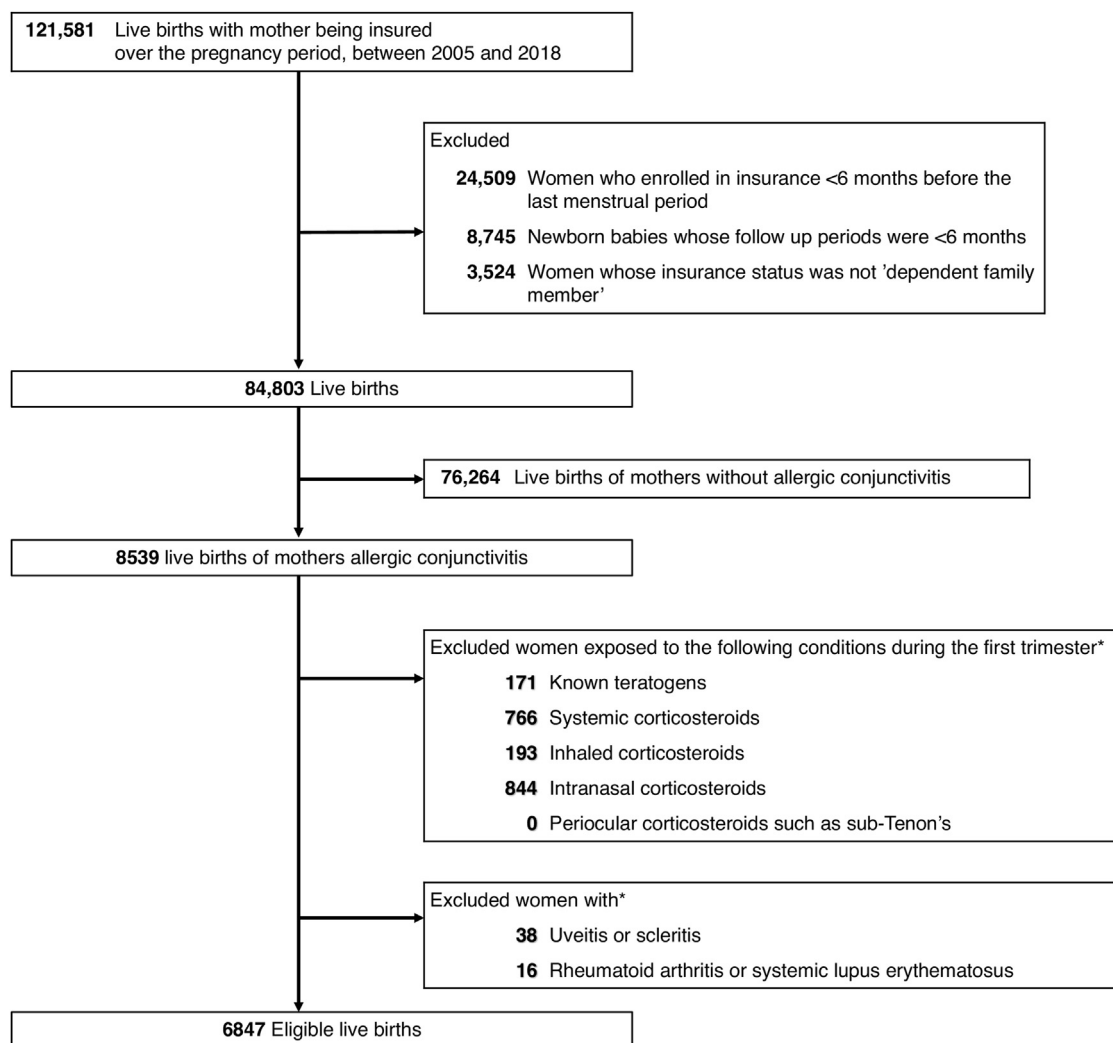 121,581 Live births with mother being insured
over the pregnancy period, between 2005 and 2018
Excluded
24,509 Women who enrolled in insurance <6 months before the
last menstrual period
8,745 Newborn babies whose follow up periods were <6 months
3,524 Women whose insurance status was not ’dependent family
member’
84,803 Live births
76,264 Live births of mothers without allergic conjunctivitis
8539 live births of mothers allergic conjunctivitis
Excluded women exposed to the following conditions during the first trimester*
171 Known teratogens
766 Systemic corticosteroids
193 Inhaled corticosteroids
844 Intranasal corticosteroids
0 Periocular corticosteroids such as sub-Tenon’s
Excluded women with*
38 Uveitis or scleritis
16 Rheumatoid arthritis or systemic lupus erythematosus
6847 Eligible live births